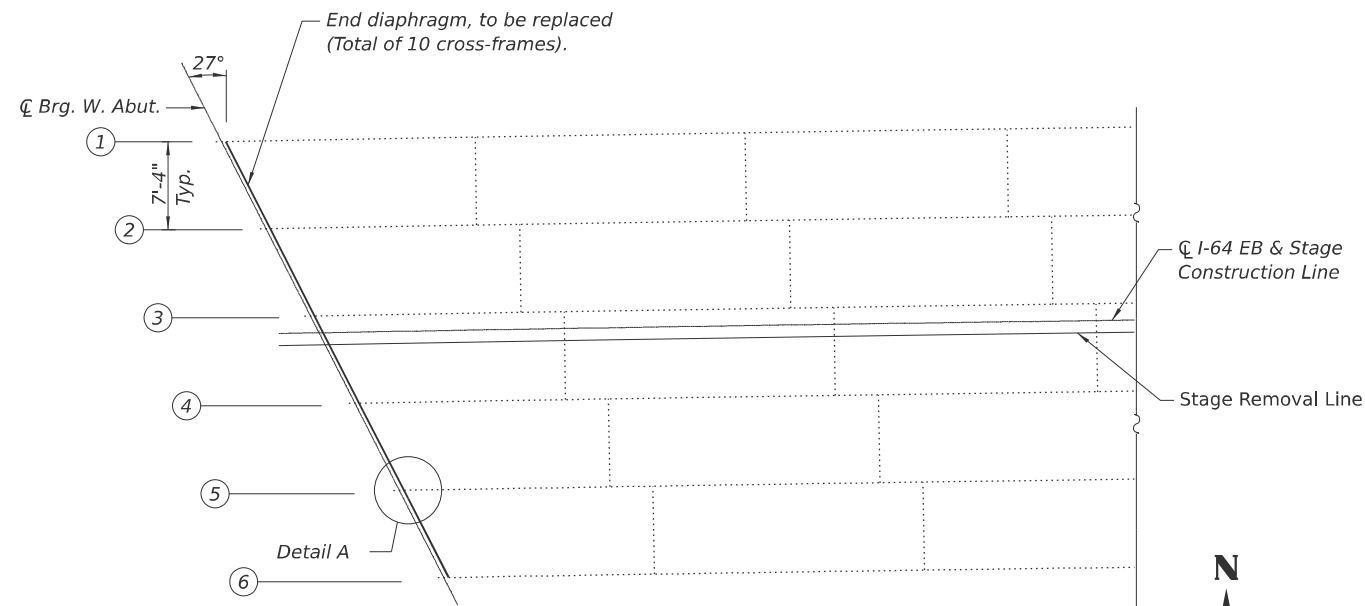 End diaphragm, to be replaced
(Total of 10 cross-frames).
27°
℄ Brg. W. Abut.
1
7'-4"
Typ.
2
℄ I-64 EB & Stage
Construction Line
3
Stage Removal Line
4
5
Detail A
6
N